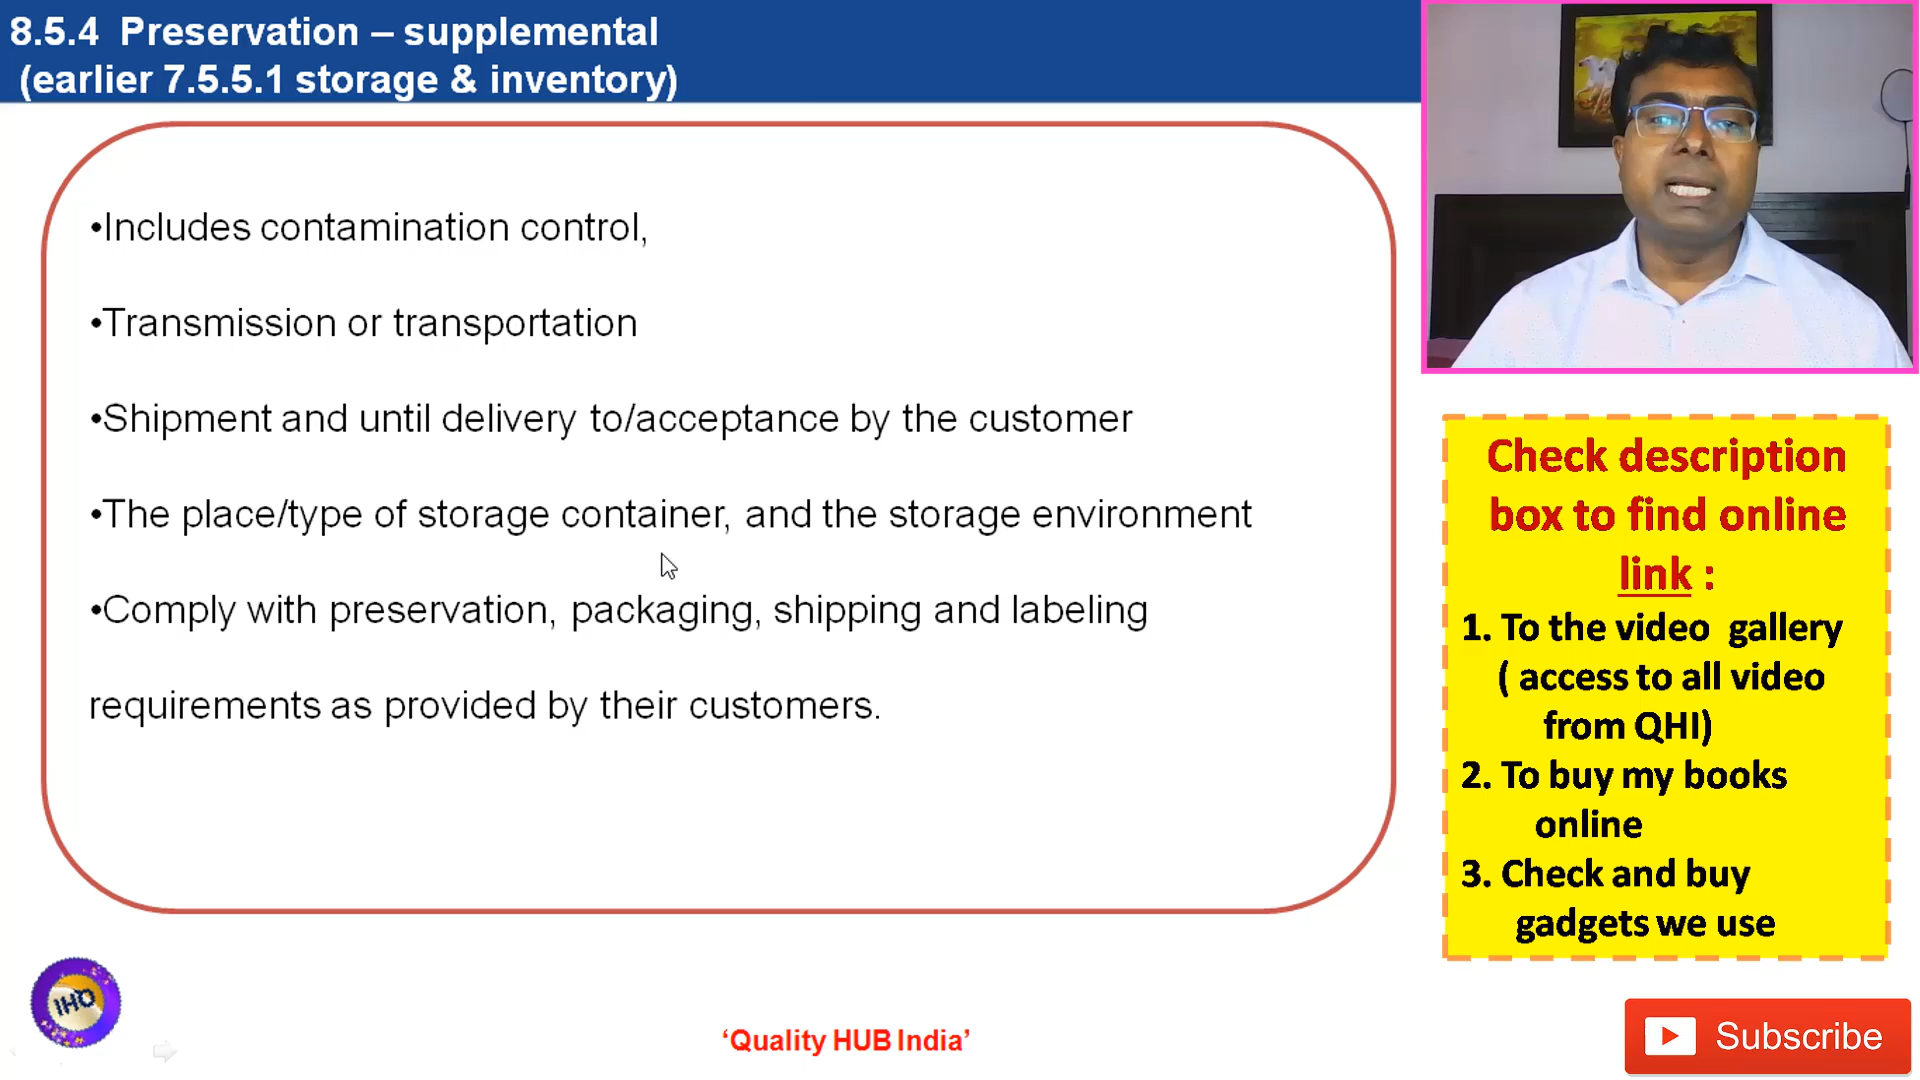 8.5.4 Preservation – supplemental
(earlier 7.5.5.1 storage & inventory)
•Includes contamination control,
•Transmission or transportation
•Shipment and until delivery to/acceptance by the customer
•The place/type of storage container, and the storage environment
•Comply with preservation, packaging, shipping and labeling
requirements as provided by their customers.
Check description
box to find online
link :
1. To the video gallery
( access to all video
from QHI)
2. To buy my books
online
3. Check and buy
gadgets we use
IHQ
‘Quality HUB India’
Subscribe